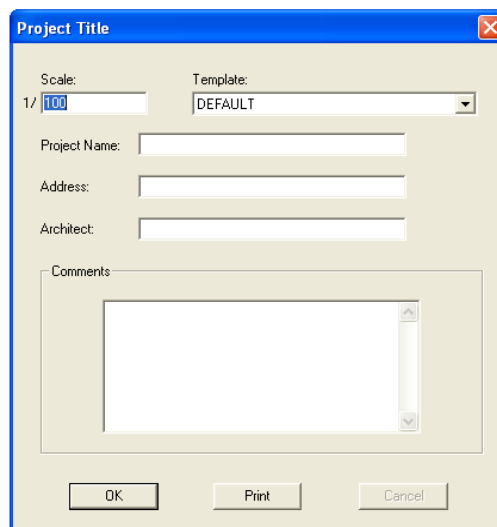 Project Title
Scale: Template:
1/ 100 DEFAULT
Project Name:
Address:
Architect:
Comments
OK Print Cancel